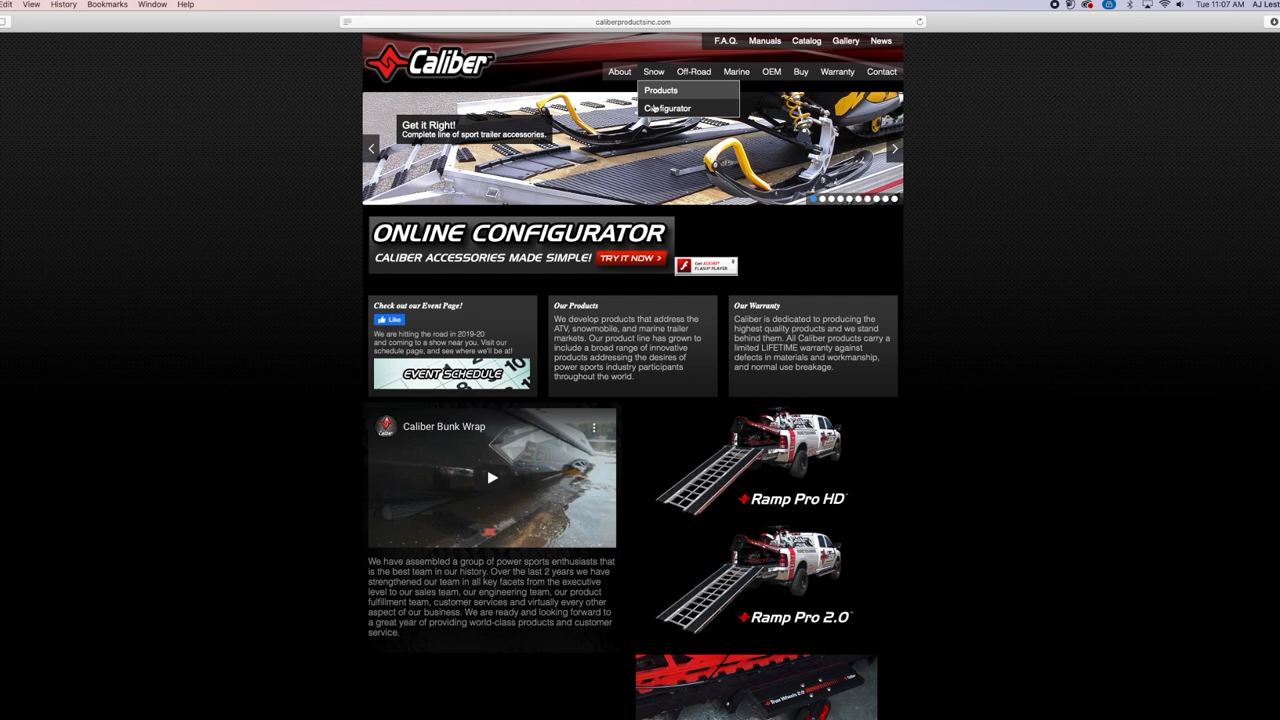 Edit View History Bookmarks Window Help
Tue 11:07 AM AJ Lest
caliberproductsinc.com
F.A.Q. Manuals Catalog Gallery News
Caliber
About Snow Off-Road Marine OEM Buy Warranty Contact
Products
Configurator
Get it Right!
Complete line of sport trailer accessories.
ONLINE CONFIGURATOR
CALIBER ACCESSORIES MADE SIMPLE! TRY IT NOW >
Get ADOBE
FLASH PLAYER
Check out our Event Page!
Like
We are hitting the road in 2019-20
and coming to a show near you. Visit our
schedule page, and see where we'll be at!
EVENT SCHEDULE
Our Products
We develop products that address the
ATV, snowmobile, and marine trailer
markets. Our product line has grown to
include a broad range of innovative
products addressing the desires of
power sports industry participants
throughout the world.
Our Warranty
Caliber is dedicated to producing the
highest quality products and we stand
behind them. All Caliber products carry a
limited LIFETIME warranty against
defects in materials and workmanship,
and normal use breakage.
Caliber
Caliber Bunk Wrap
We have assembled a group of power sports enthusiasts that
is the best team in our history. Over the last 2 years we have
strengthened our team in all key facets from the executive
level to our sales team, our engineering team, our product
fulfillment team, customer services and virtually every other
aspect of our business. We are ready and looking forward to
a great year of providing world-class products and customer
service.
Ramp Pro HD™
Ramp Pro 2.0™